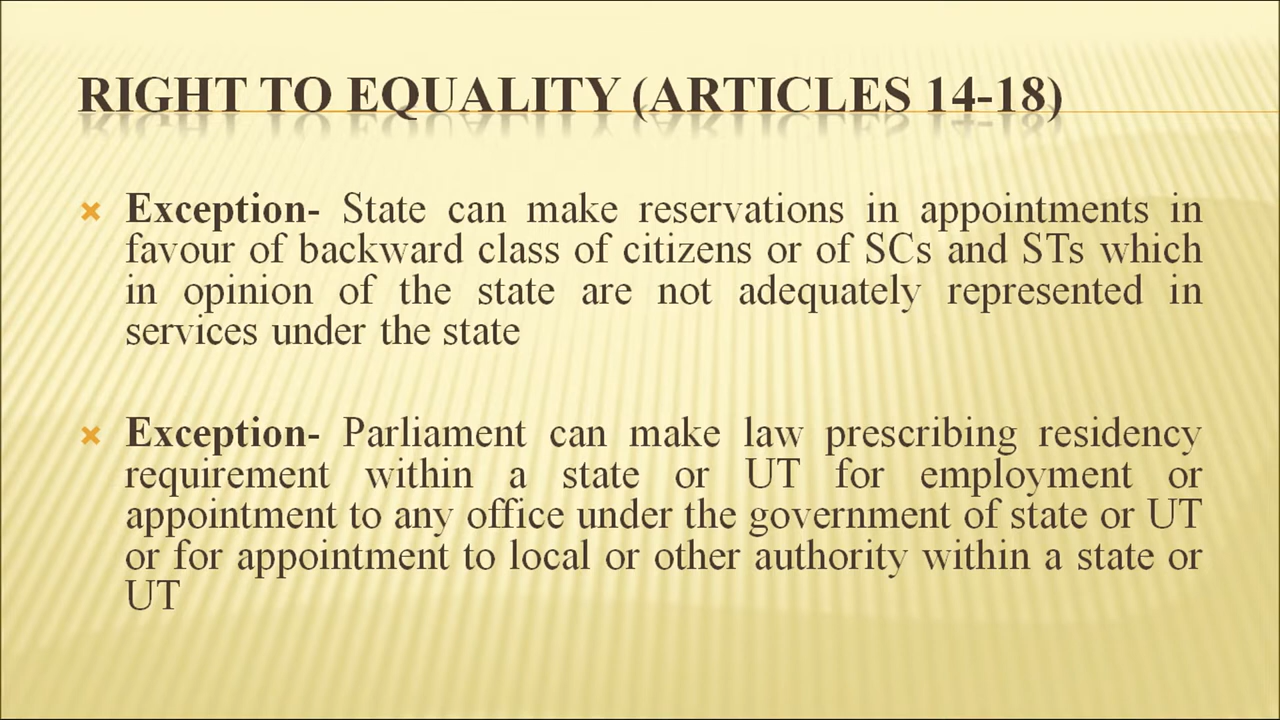 RIGHT TO EQUALITY (ARTICLES 14-18)
Exception- State can make reservations in appointments in
favour of backward class of citizens or of SCs and STs which
in opinion of the state are not adequately represented in
services under the state
Exception- Parliament can make law prescribing residency
requirement within a state or UT for employment or
appointment to any office under the government of state or UT
or for appointment to local or other authority within a state or
UT